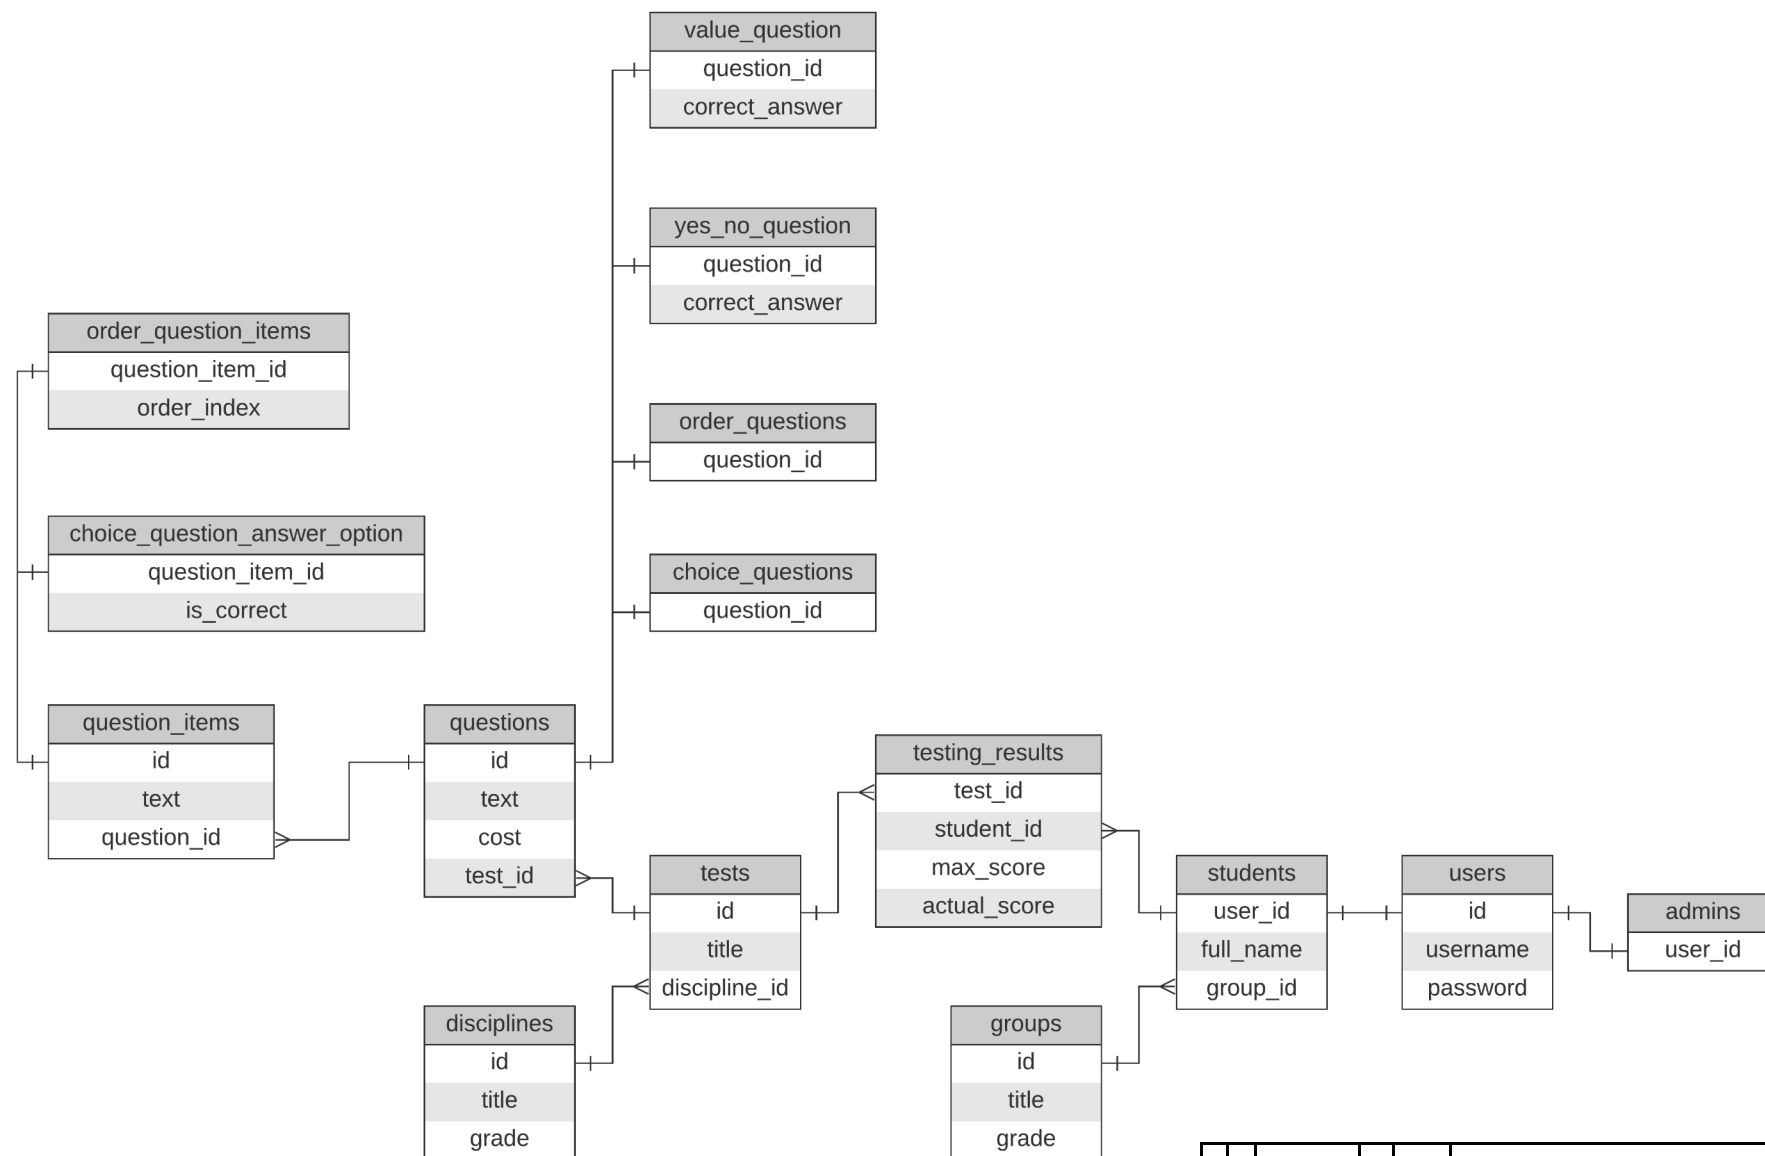 value_question
question_id
correct_answer
yes_no_question
question_id
correct_answer
order_question_items
question_item_id
order_index
order_questions
question_id
choice_question_answer_option
question_item_id
is_correct
choice_questions
question_id
question_items
id
text
question_id
questions
id
text
cost
test_id
testing_results
test_id
student_id
max_score
actual_score
tests
id
title
discipline_id
students
user_id
full_name
group_id
users
id
username
password
admins
user_id
disciplines
id
title
grade
groups
id
title
grade